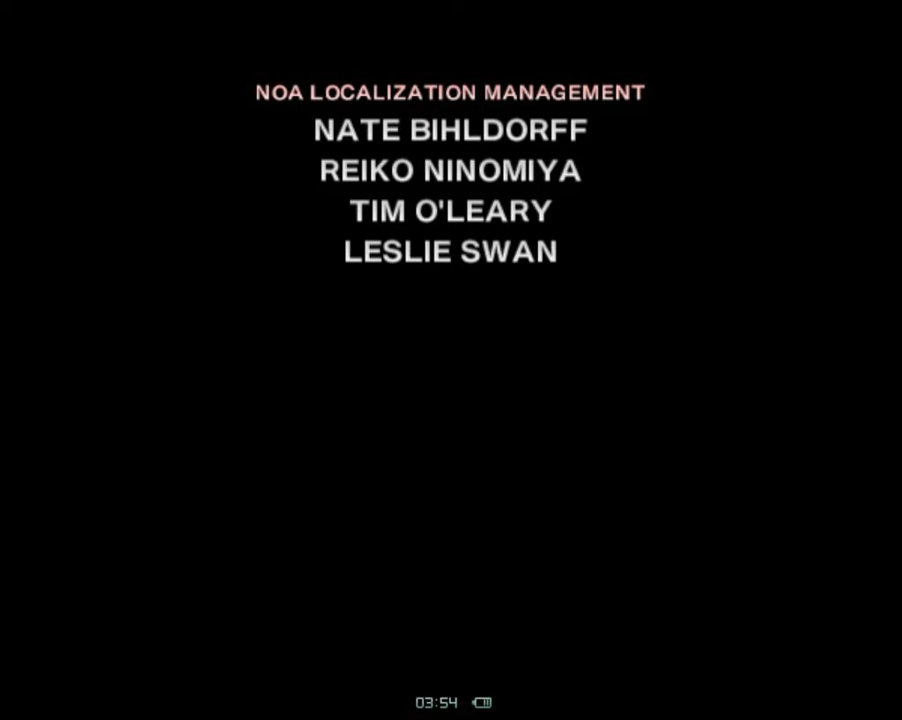 NOA LOCALIZATION MANAGEMENT
NATE BIHLDORFF
REIKO NINOMIYA
TIM O'LEARY
LESLIE SWAN
03:54